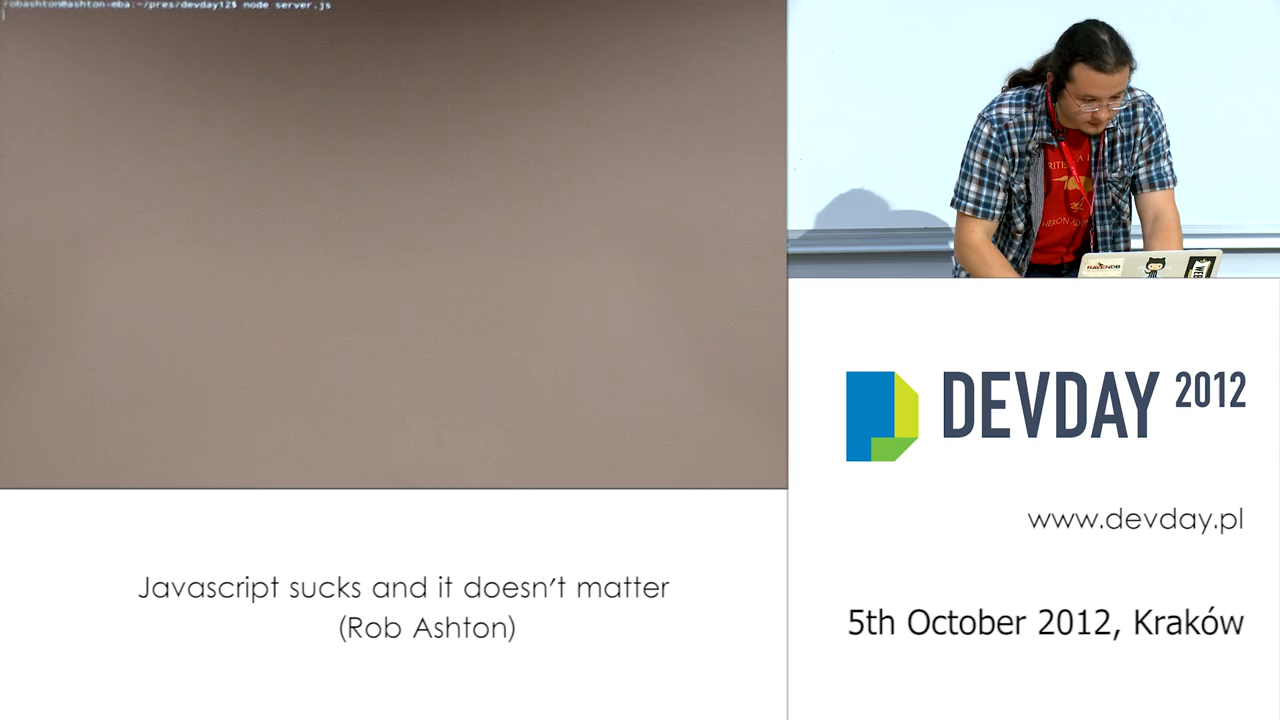 robashton@ashton-mba:~/pres/devday12$ node server.js
RAVENDB
DEVDAY 2012
www.devday.pl
Javascript sucks and it doesn't matter
(Rob Ashton)
5th October 2012, Kraków